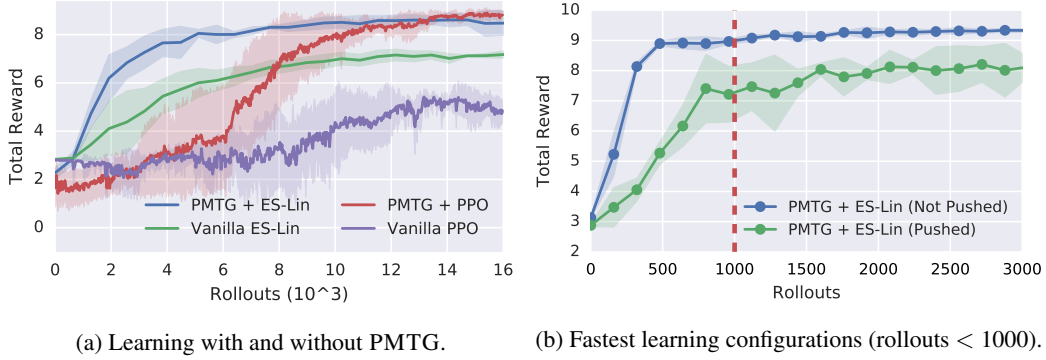 8
6
4
2
0
Total Reward
PMTG + ES-Lin
Vanilla ES-Lin
PMTG + PPO
Vanilla PPO
0 2 4 6 8 10 12 14 16
Rollouts (10^3)
(a) Learning with and without PMTG.
10
9
8
7
6
5
4
3
2
Total Reward
PMTG + ES-Lin (Not Pushed)
PMTG + ES-Lin (Pushed)
0 500 1000 1500 2000 2500 3000
Rollouts
(b) Fastest learning configurations (rollouts < 1000).